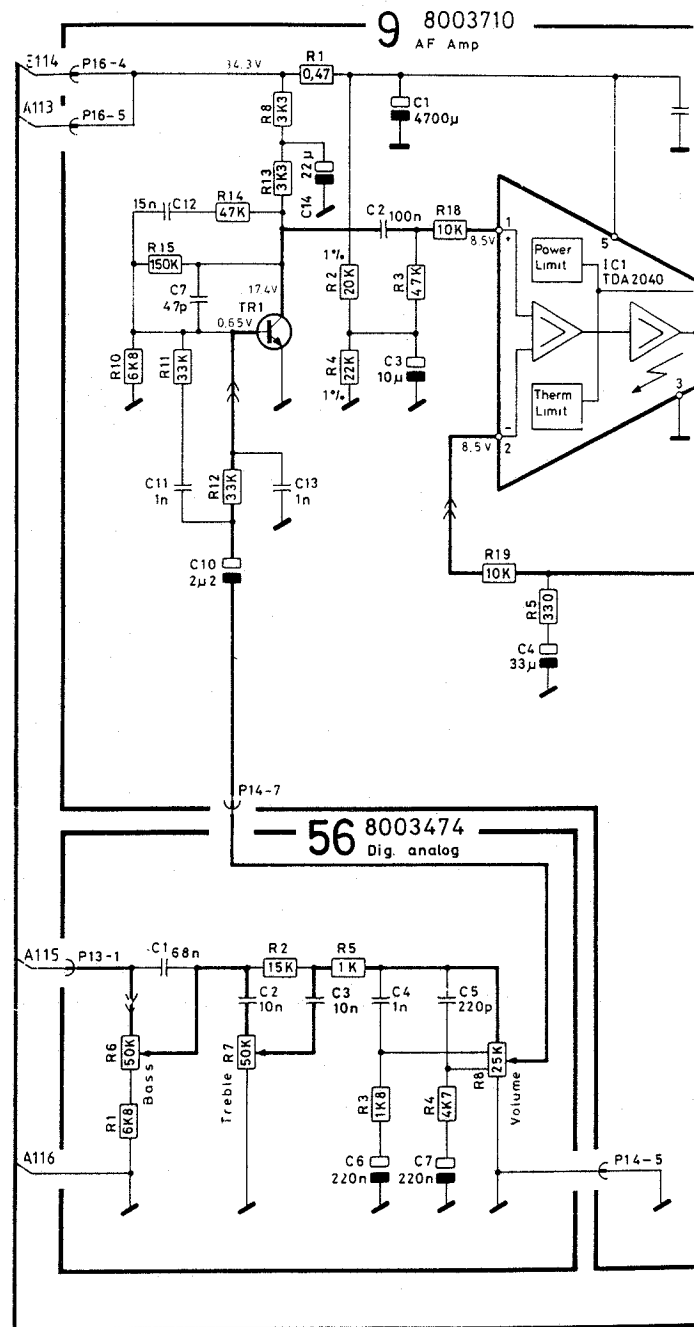 9 8003710
AF Amp
E114
P16-4
34.3V
R1
0,47
A113
P16-5
R8
3K3
C1
4700µ
R13
3K3
22µ
C14
15n
C12
R14
47K
C2
100n
R18
10K
1
8.5V
+
5
Power
Limit
IC1
TDA2040
R15
150K
C7
47p
17.4V
TR1
0,65V
1%
R2
20K
R3
47K
R10
6K8
R11
33K
R4
22K
1%
C3
10µ
Therm
Limit
3
-
2
8.5V
C11
1n
R12
33K
C13
1n
C10
2µ2
R19
10K
R5
330
C4
33µ
P14-7
56 8003474
Dig. analog
A115
P13-1
C1
68n
R2
15K
R5
1K
C2
10n
C3
10n
C4
1n
C5
220p
R6
50K
Bass
R7
50K
Treble
R8
25K
Volume
R1
6K8
R3
1K8
R4
4K7
A116
C6
220n
C7
220n
P14-5